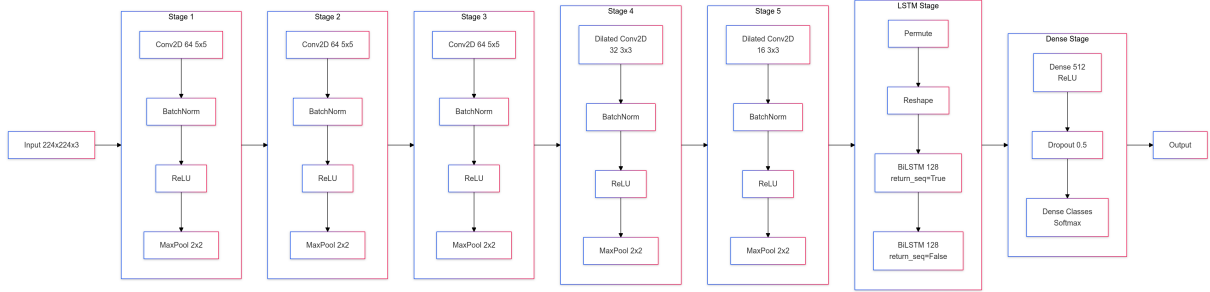 Input 224x224x3
Stage 1
Conv2D 64 5x5
BatchNorm
ReLU
MaxPool 2x2
Stage 2
Conv2D 64 5x5
BatchNorm
ReLU
MaxPool 2x2
Stage 3
Conv2D 64 5x5
BatchNorm
ReLU
MaxPool 2x2
Stage 4
Dilated Conv2D
32 3x3
BatchNorm
ReLU
MaxPool 2x2
Stage 5
Dilated Conv2D
16 3x3
BatchNorm
ReLU
MaxPool 2x2
LSTM Stage
Permute
Reshape
BiLSTM 128
return_seq=True
BiLSTM 128
return_seq=False
Dense Stage
Dense 512
ReLU
Dropout 0.5
Dense Classes
Softmax
Output